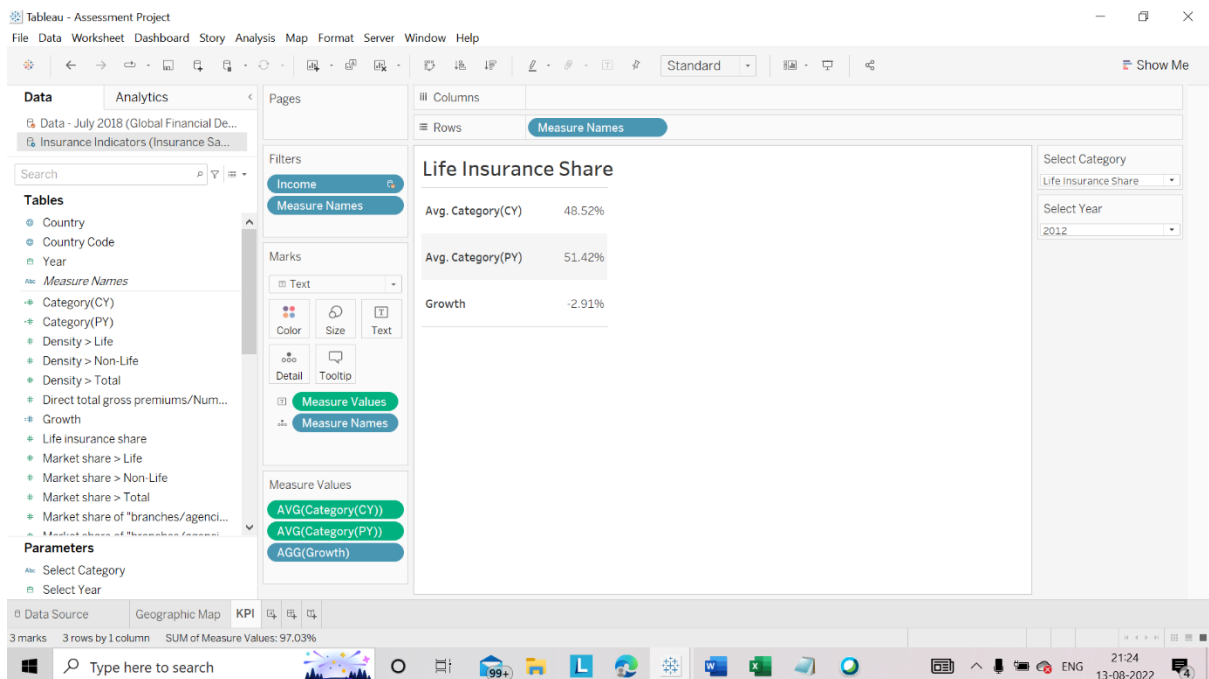 Tableau - Assessment Project
File Data Worksheet Dashboard Story Analysis Map Format Server Window Help
Standard
Show Me
Data Analytics
Data - July 2018 (Global Financial De...
Insurance Indicators (Insurance Sa...
Search
Tables
Country
Country Code
Year
Abc Measure Names
Category(CY)
Category(PY)
Density > Life
Density > Non-Life
Density > Total
Direct total gross premiums/Num...
Growth
Life insurance share
Market share > Life
Market share > Non-Life
Market share > Total
Market share of "branches/agenci...
Market share of "branches/agenci...
Parameters
Abc Select Category
Select Year
Pages
Filters
Income
Measure Names
Marks
Text
Color Size Text
Detail Tooltip
Measure Values
Measure Names
Measure Values
AVG(Category(CY))
AVG(Category(PY))
AGG(Growth)
Columns
Rows Measure Names
Life Insurance Share
Avg. Category(CY) 48.52%
Avg. Category(PY) 51.42%
Growth -2.91%
Select Category
Life Insurance Share
Select Year
2012
Data Source Geographic Map KPI
3 marks 3 rows by 1 column SUM of Measure Values: 97.03%
Type here to search
99+
ENG
21:24
13-08-2022
4